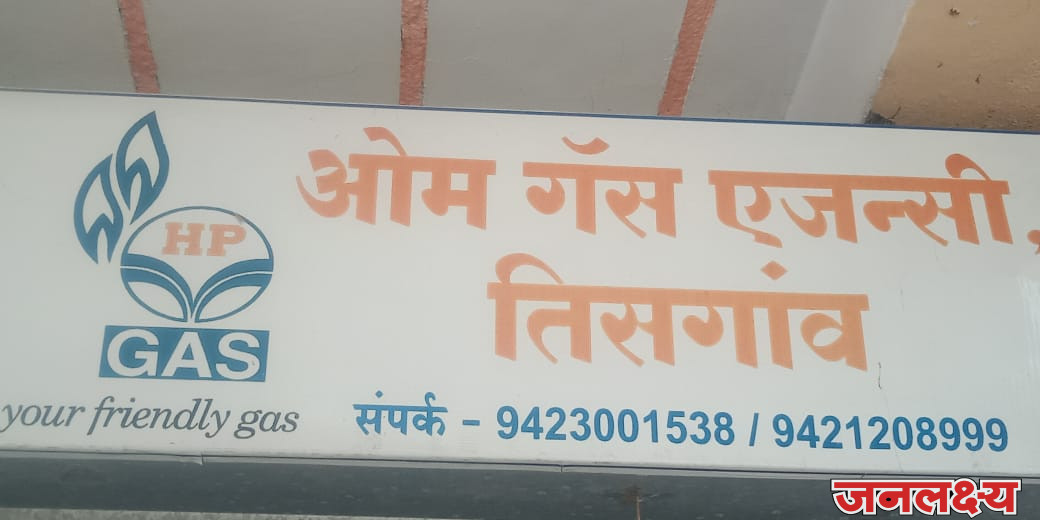 HP
GAS
your friendly gas
ओम गॅस एजन्सी,
तिसगांव
संपर्क - 9423001538 / 9421208999
जनलक्ष्य